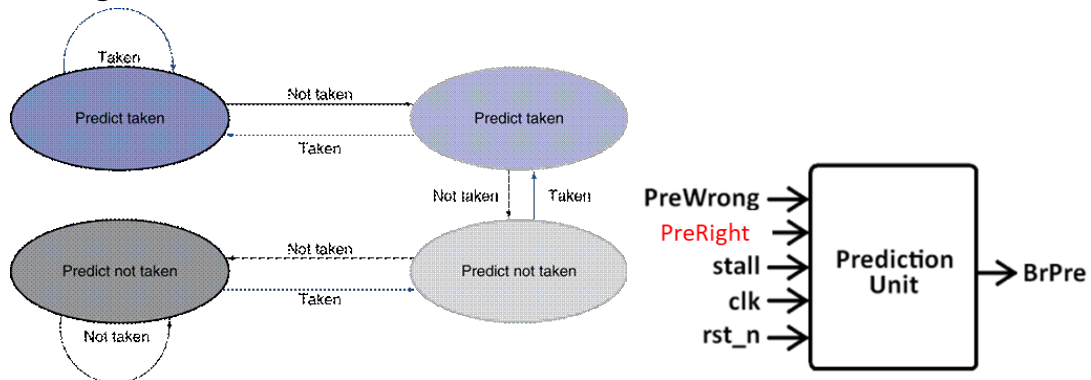 Taken
Predict taken
Not taken
Taken
Predict taken
Not taken
Taken
Predict not taken
Not taken
Taken
Predict not taken
Not taken
PreWrong
PreRight
stall
clk
rst_n
Prediction
Unit
BrPre